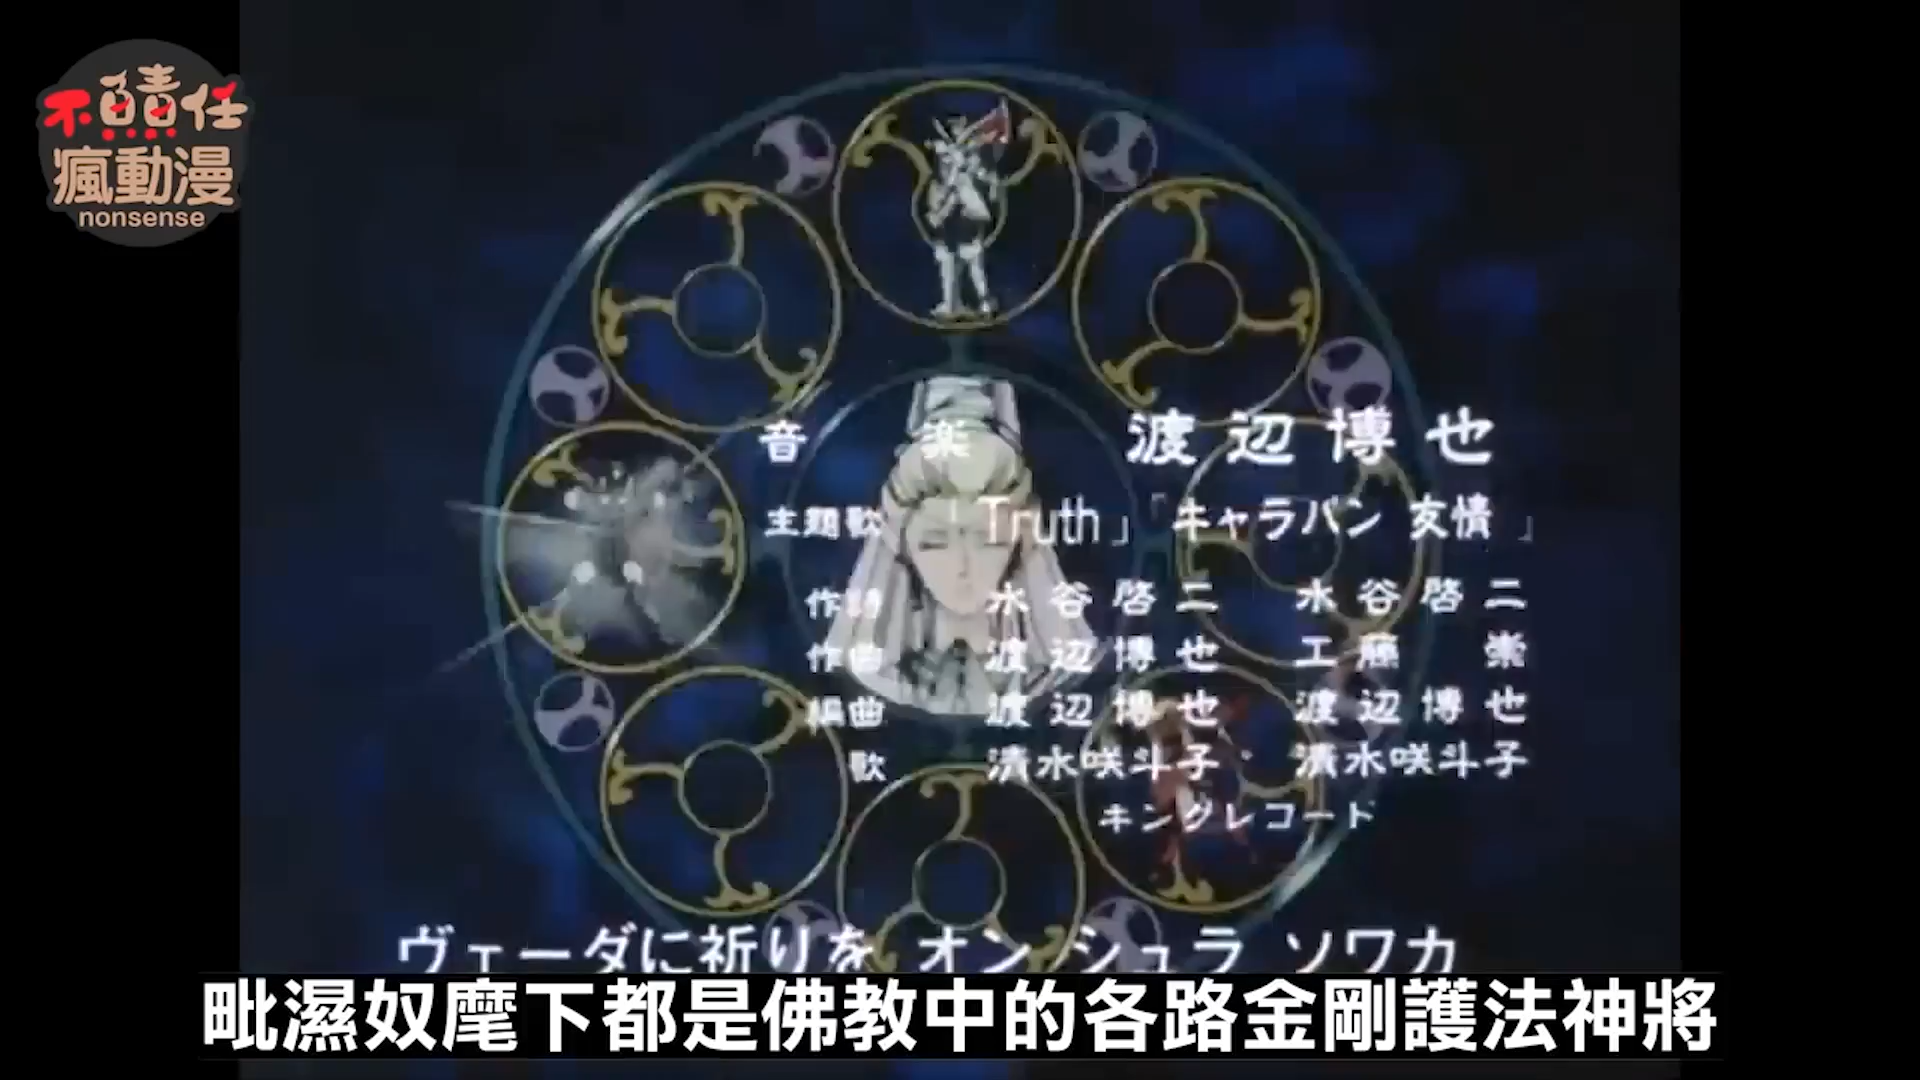 不負責任
瘋動漫
nonsense
音楽 渡辺博也
主題歌 「Truth」「キャラバン 友情」
作詩 水谷啓二 水谷啓二
作曲 渡辺博也 工藤 崇
編曲 渡辺博也 渡辺博也
歌 清水咲斗子 清水咲斗子
キングレコード
ヴェーダに祈りを オン シュラ ソワカ
毗濕奴麾下都是佛教中的各路金剛護法神將